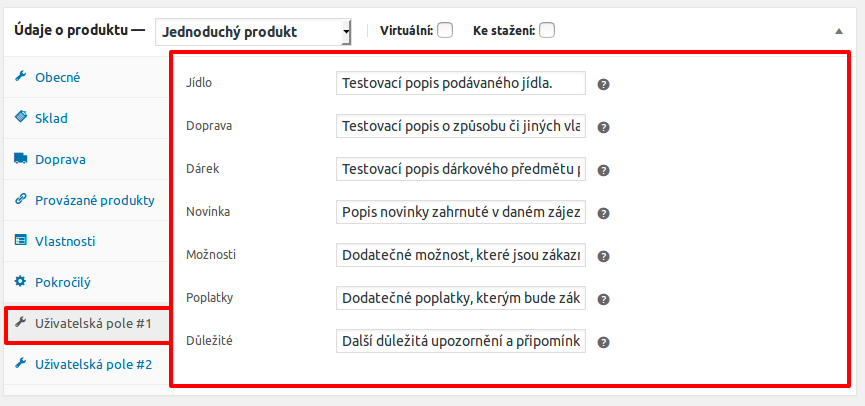 Údaje o produktu — Jednoduchý produkt Virtuální: Ke stažení:
Obecné
Sklad
Doprava
Provázané produkty
Vlastnosti
Pokročilý
Uživatelská pole #1
Uživatelská pole #2
Jídlo Testovací popis podávaného jídla.
Doprava Testovací popis o způsobu či jiných vla
Dárek Testovací popis dárkového předmětu p
Novinka Popis novinky zahrnuté v daném zájez
Možnosti Dodatečné možnost, které jsou zákazn
Poplatky Dodatečné poplatky, kterým bude zák
Důležité Další důležitá upozornění a připomínk